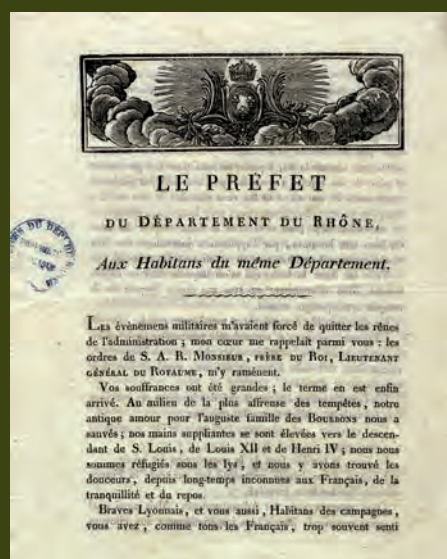 LE PREFET
DU DÉPARTEMENT DU RHÔNE,
Aux Habitans du même Département.
LES évènemens militaires m'avaient forcé de quitter les rênes
de l'administration ; mon cœur me rappelait parmi vous : les
ordres de S. A. R. MONSIEUR, FRÈRE DU ROI, LIEUTENANT
GÉNÉRAL DU ROYAUME, m'y ramènent.
Vos souffrances ont été grandes ; le terme en est enfin
arrivé. Au milieu de la plus affreuse des tempêtes, notre
antique amour pour l'auguste famille des BOURBONS nous a
sauvés ; nos mains suppliantes se sont élevées vers le descen-
dant de S. Louis, de Louis XII et de Henri IV ; nous nous
sommes réfugiés sous les lys, et nous y avons trouvé les
douceurs, depuis long-temps inconnues aux Français, de la
tranquillité et du repos.
Braves Lyonnais, et vous aussi, Habitans des campagnes,
vous avez, comme tous les Français, trop souvent senti